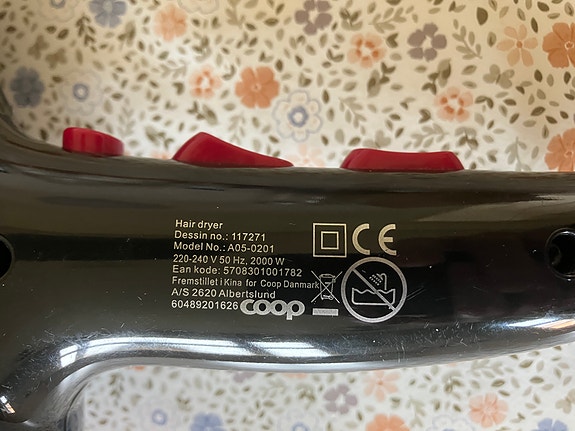 Hair dryer
Dessin no.: 117271
Model No.: A05-0201
220-240 V 50 Hz, 2000 W
Ean kode: 5708301001782
Fremstillet i Kina for Coop Danmark
A/S 2620 Albertslund
60489201626 coop
CE